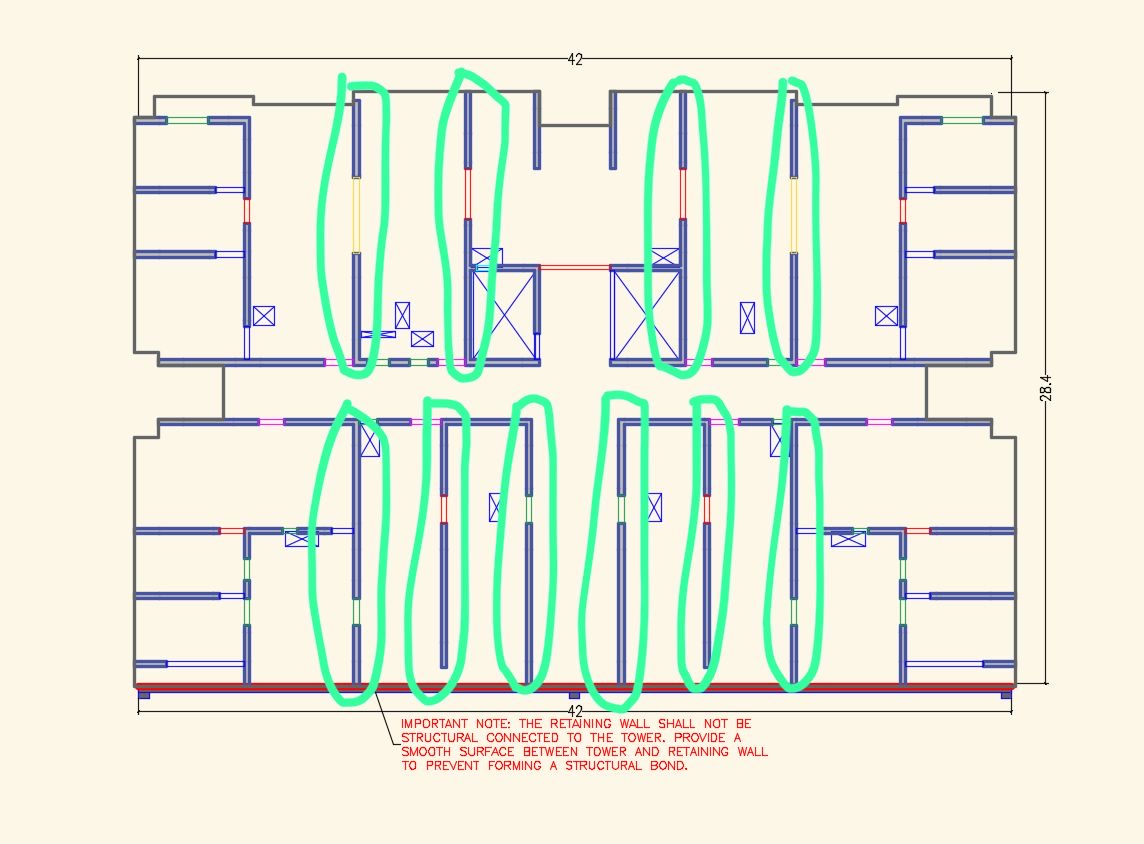 42
28.4
42
IMPORTANT NOTE: THE RETAINING WALL SHALL NOT BE
STRUCTURAL CONNECTED TO THE TOWER. PROVIDE A
SMOOTH SURFACE BETWEEN TOWER AND RETAINING WALL
TO PREVENT FORMING A STRUCTURAL BOND.